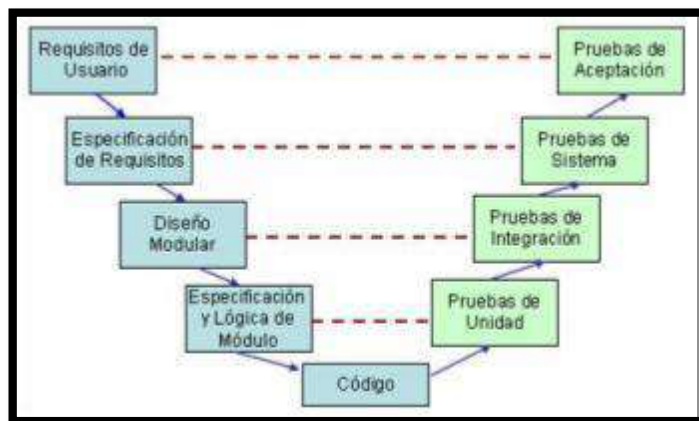 Requisitos de
Usuario
Pruebas de
Aceptación
Especificación
de Requisitos
Pruebas de
Sistema
Diseño
Modular
Pruebas de
Integración
Especificación
y Lógica de
Módulo
Pruebas de
Unidad
Código